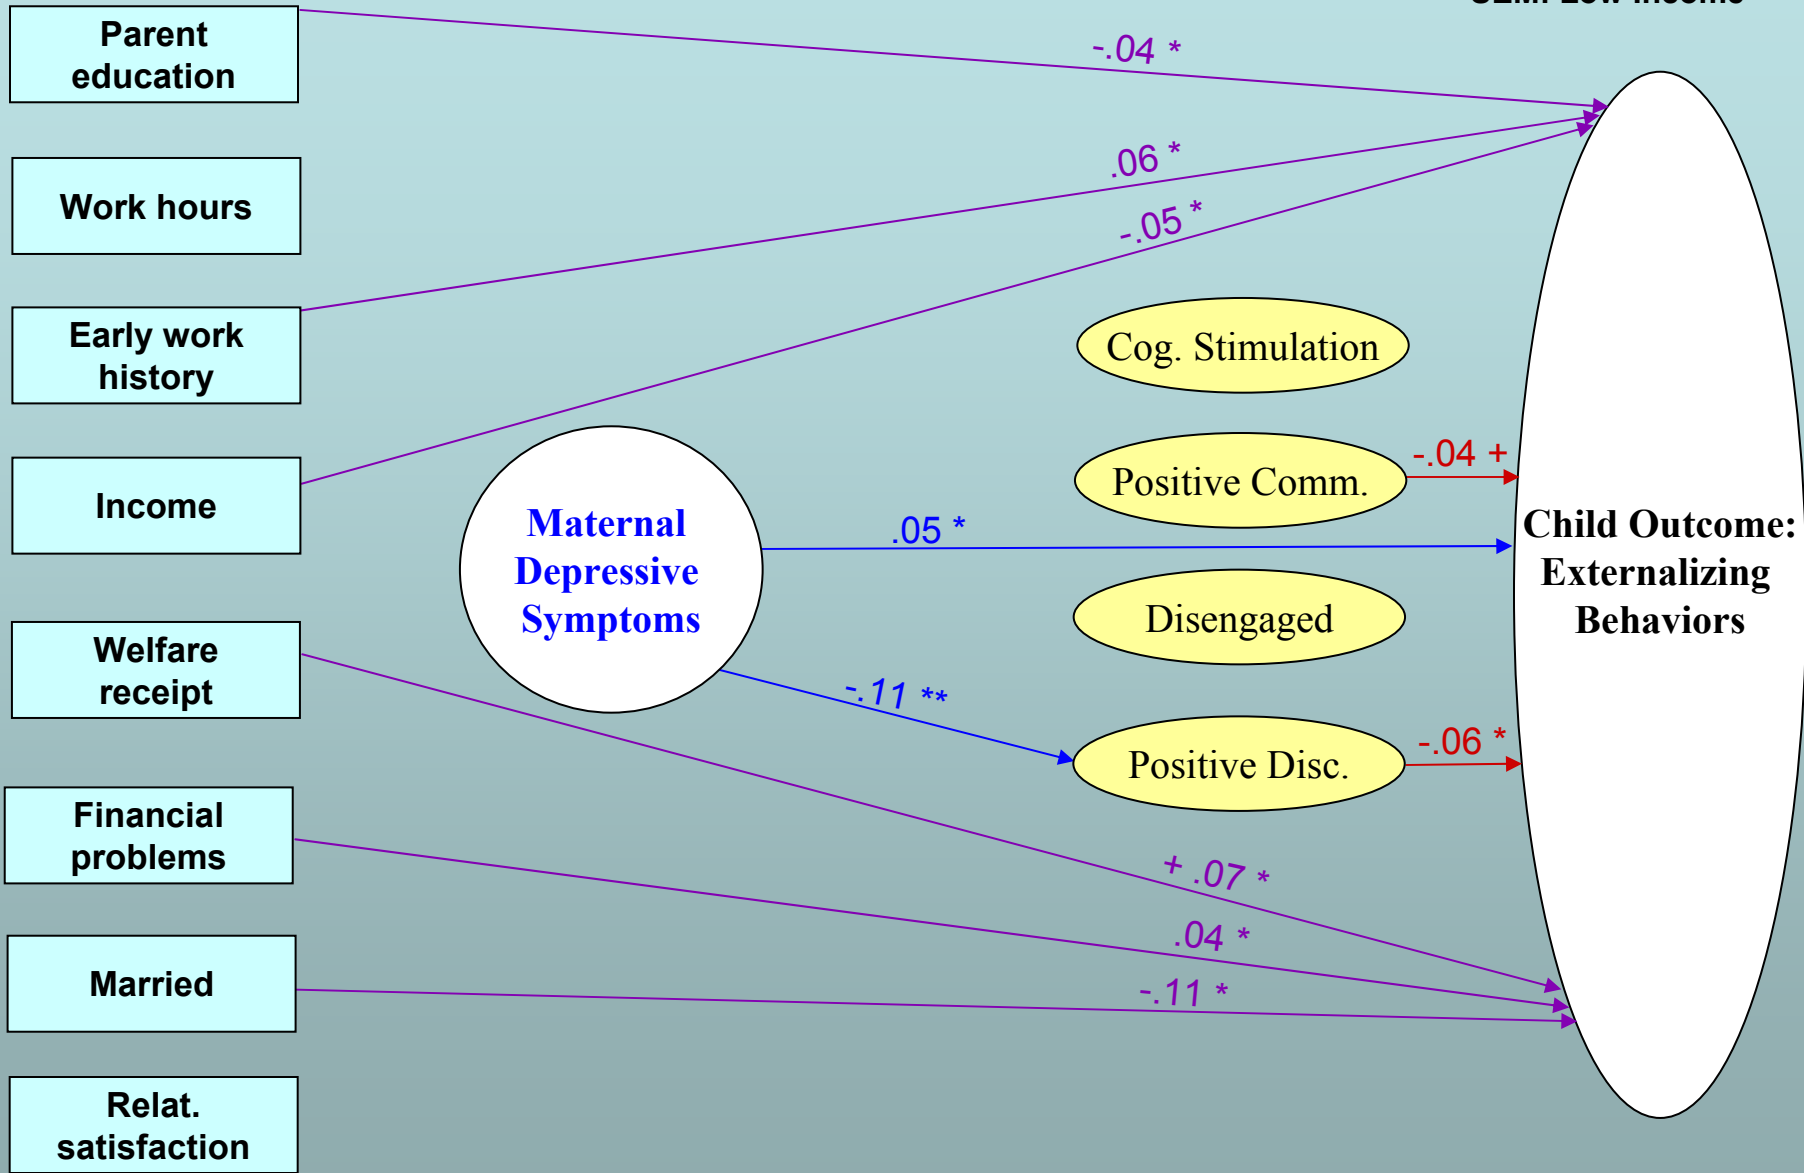 Parent
education
-.04 *
Work hours
.06 *
-.05 *
Early work
history
Cog. Stimulation
Income
Positive Comm.
-.04 +
Maternal
Depressive
Symptoms
.05 *
Child Outcome:
Externalizing
Behaviors
Disengaged
Welfare
receipt
-.11 **
Positive Disc.
-.06 *
Financial
problems
+ .07 *
.04 *
Married
-.11 *
Relat.
satisfaction